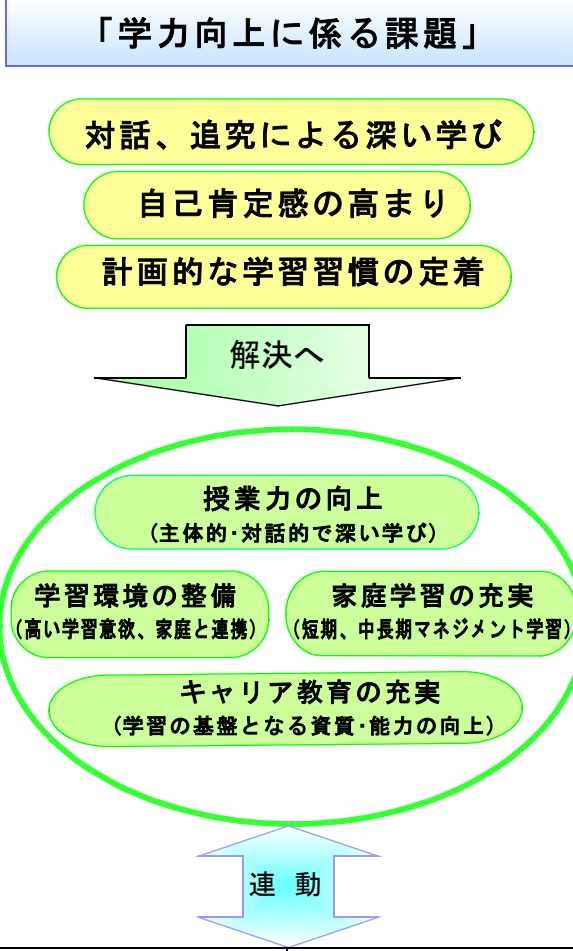 「学力向上に係る課題」
対話、追究による深い学び
自己肯定感の高まり
計画的な学習習慣の定着
解決へ
授業力の向上
(主体的･対話的で深い学び)
学習環境の整備
(高い学習意欲、家庭と連携)
家庭学習の充実
(短期、中長期マネジメント学習)
キャリア教育の充実
(学習の基盤となる資質･能力の向上)
連 動